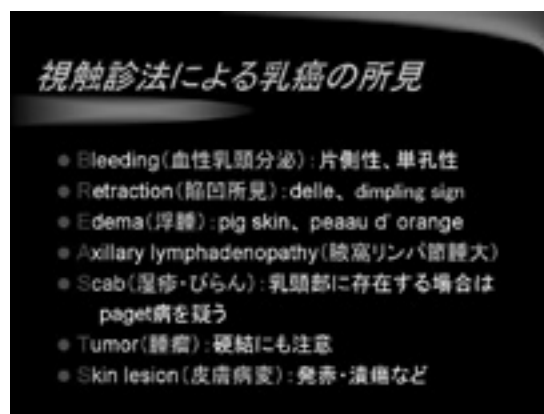 視触診法による乳癌の所見
Bleeding(血性乳頭分泌):片側性、単孔性
Retraction(陥凹所見):delle、dimpling sign
Edema(浮腫):pig skin、peaau d' orange
Axillary lymphadenopathy(腋窩リンパ節腫大)
Scab(湿疹・びらん):乳頭部に存在する場合は
paget病を疑う
Tumor(腫瘤):硬結にも注意
Skin lesion(皮膚病変):発赤・潰瘍など